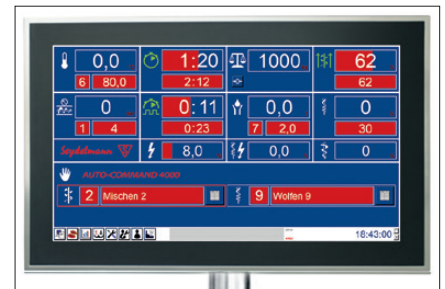 0,0 1:20 1000 62
6 80,0 2:12 62
0 0:11 0,0 0
1 4 0:23 7 2,0 30
Seydelmann 8,0 0,0 0
AUTO-COMMAND 4000
2 Mischen 2 9 Wolfen 9
18:43:00